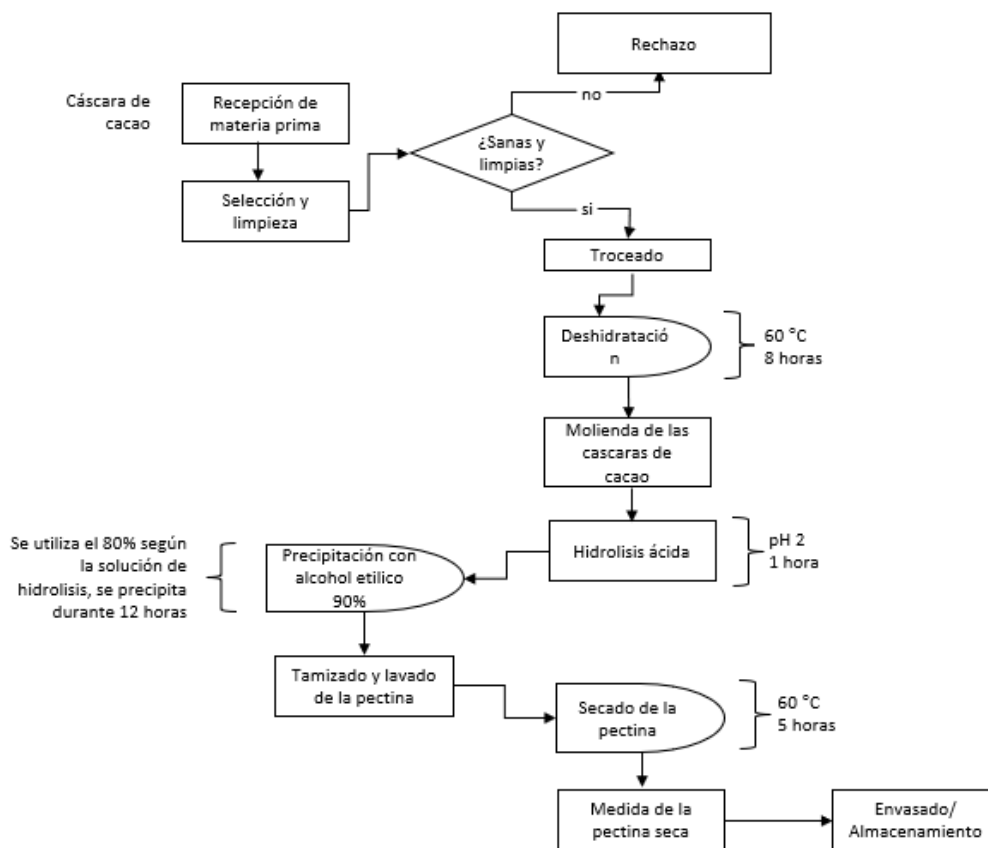 Rechazo
no
Cáscara de
cacao
Recepción de
materia prima
¿Sanas y
limpias?
Selección y
limpieza
si
Troceado
Deshidratació
n
60 °C
8 horas
Molienda de las
cascaras de
cacao
Hidrolisis ácida
pH 2
1 hora
Se utiliza el 80% según
la solución de
hidrolisis, se precipita
durante 12 horas
Precipitación con
alcohol etilico
90%
Tamizado y lavado
de la pectina
Secado de la
pectina
60 °C
5 horas
Medida de la
pectina seca
Envasado/
Almacenamiento